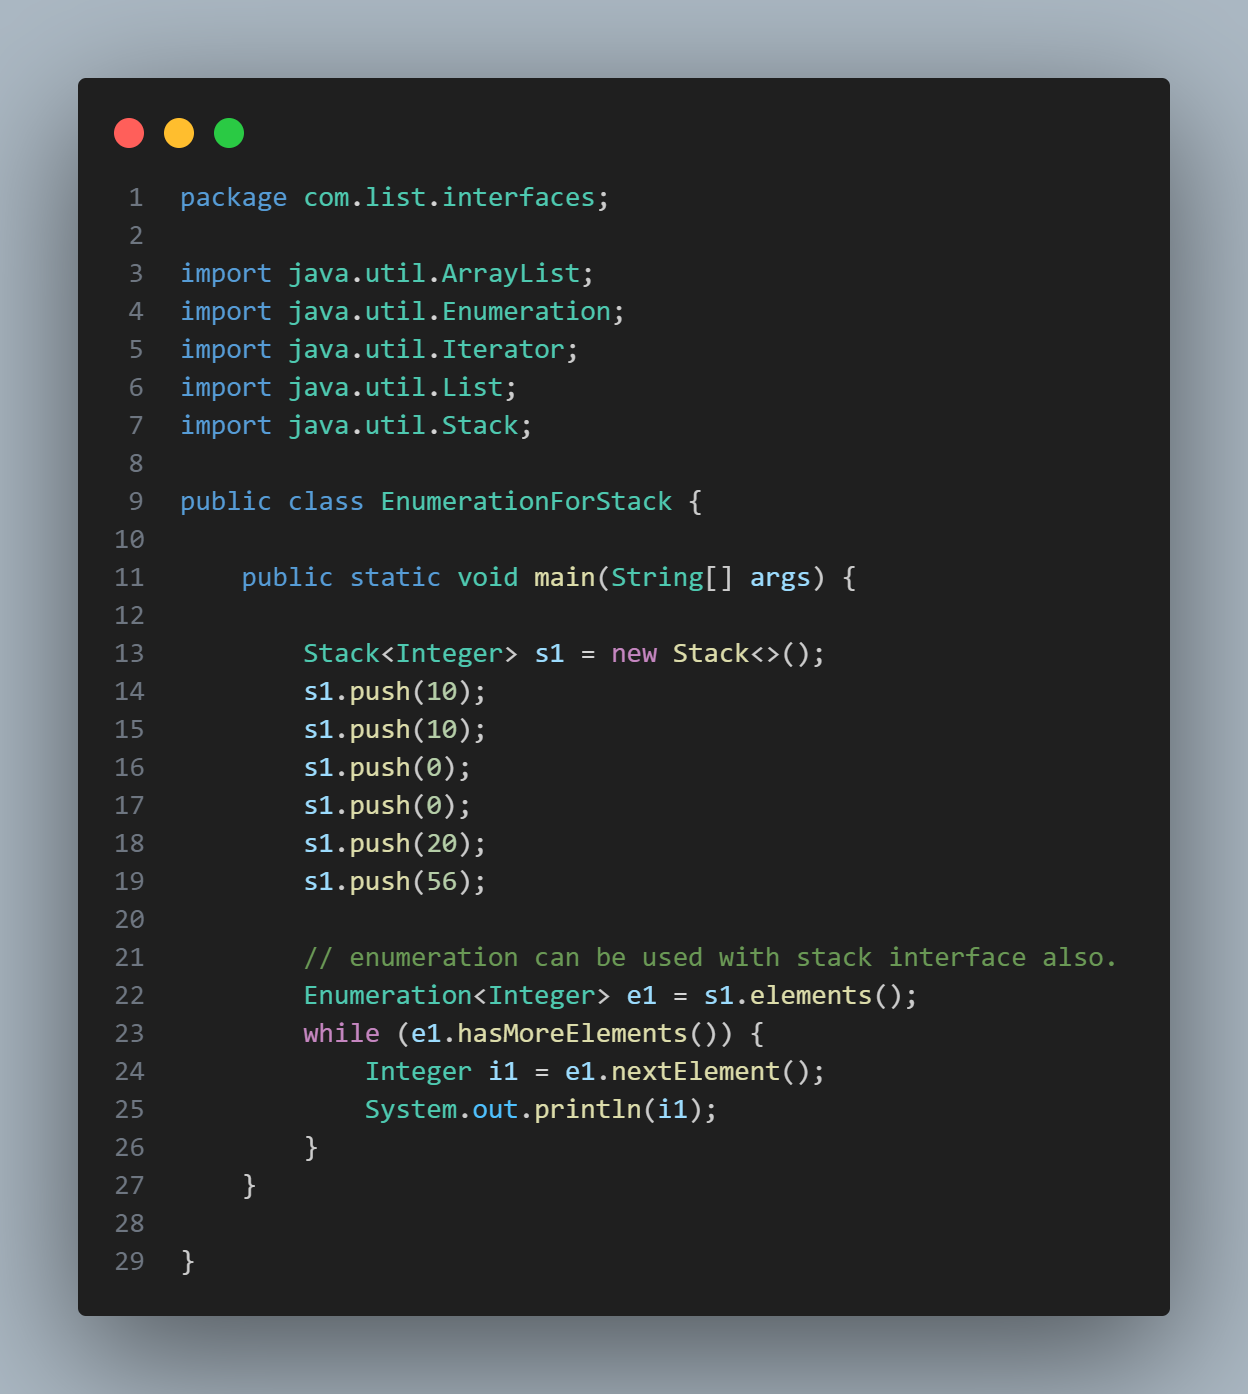 1 package com.list.interfaces;
2
3 import java.util.ArrayList;
4 import java.util.Enumeration;
5 import java.util.Iterator;
6 import java.util.List;
7 import java.util.Stack;
8
9 public class EnumerationForStack {
10
11     public static void main(String[] args) {
12
13         Stack<Integer> s1 = new Stack<>();
14         s1.push(10);
15         s1.push(10);
16         s1.push(0);
17         s1.push(0);
18         s1.push(20);
19         s1.push(56);
20
21         // enumeration can be used with stack interface also.
22         Enumeration<Integer> e1 = s1.elements();
23         while (e1.hasMoreElements()) {
24             Integer i1 = e1.nextElement();
25             System.out.println(i1);
26         }
27     }
28
29 }